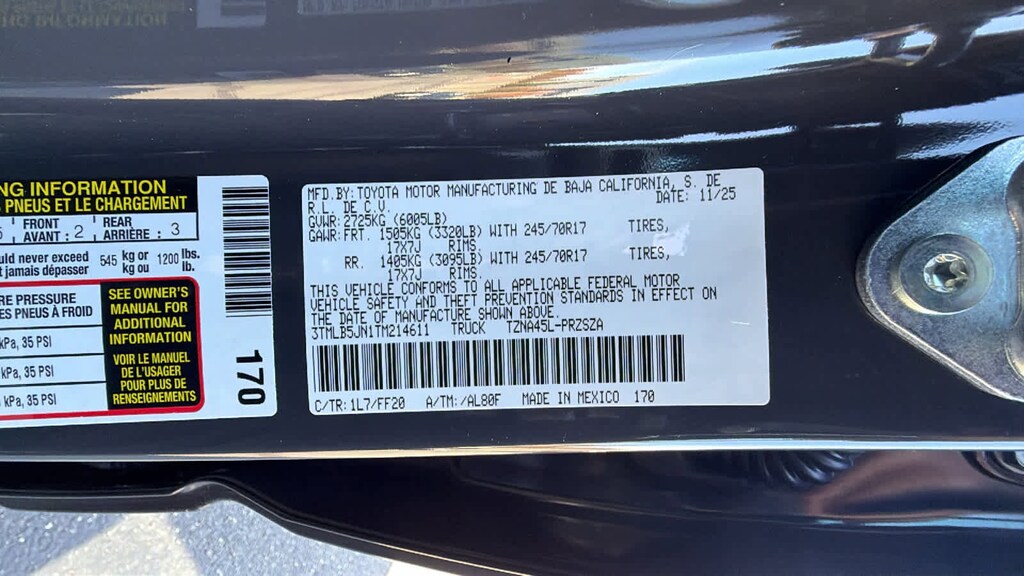 NG INFORMATION
PNEUS ET LE CHARGEMENT
FRONT AVANT : 2 REAR ARRIÈRE : 3
uld never exceed 545 kg or 1200 lbs.
t jamais dépasser kg ou lb.
RE PRESSURE
ES PNEUS À FROID
kPa, 35 PSI
kPa, 35 PSI
kPa, 35 PSI
SEE OWNER'S
MANUAL FOR
ADDITIONAL
INFORMATION
VOIR LE MANUEL
DE L'USAGER
POUR PLUS DE
RENSEIGNEMENTS
170
MFD.BY:TOYOTA MOTOR MANUFACTURING DE BAJA CALIFORNIA, S. DE
R.L. DE C.V. DATE: 11/25
GVWR: 2725KG (6005LB)
GAWR: FRT. 1505KG (3320LB) WITH 245/70R17 TIRES,
17X7J RIMS.
RR. 1405KG (3095LB) WITH 245/70R17 TIRES,
17X7J RIMS.
THIS VEHICLE CONFORMS TO ALL APPLICABLE FEDERAL MOTOR
VEHICLE SAFETY AND THEFT PREVENTION STANDARDS IN EFFECT ON
THE DATE OF MANUFACTURE SHOWN ABOVE.
3TMLB5JN1TM214611 TRUCK TZNA45L-PRZSZA
C/TR: 1L7/FF20 A/TM: /AL80F MADE IN MEXICO 170